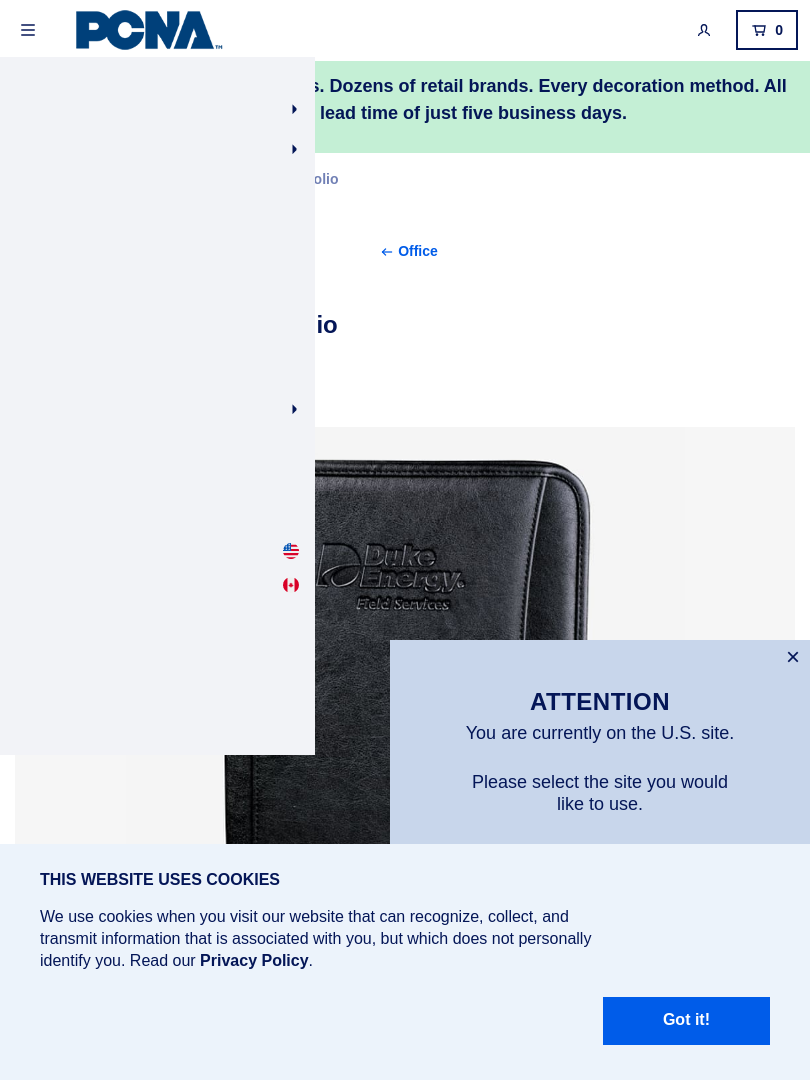 PCNA™
0
s. Dozens of retail brands. Every decoration method. All
lead time of just five business days.
olio
← Office
io
Duke
Energy®
Field Services
ATTENTION
You are currently on the U.S. site.
Please select the site you would
like to use.
THIS WEBSITE USES COOKIES
We use cookies when you visit our website that can recognize, collect, and
transmit information that is associated with you, but which does not personally
identify you. Read our Privacy Policy.
Got it!